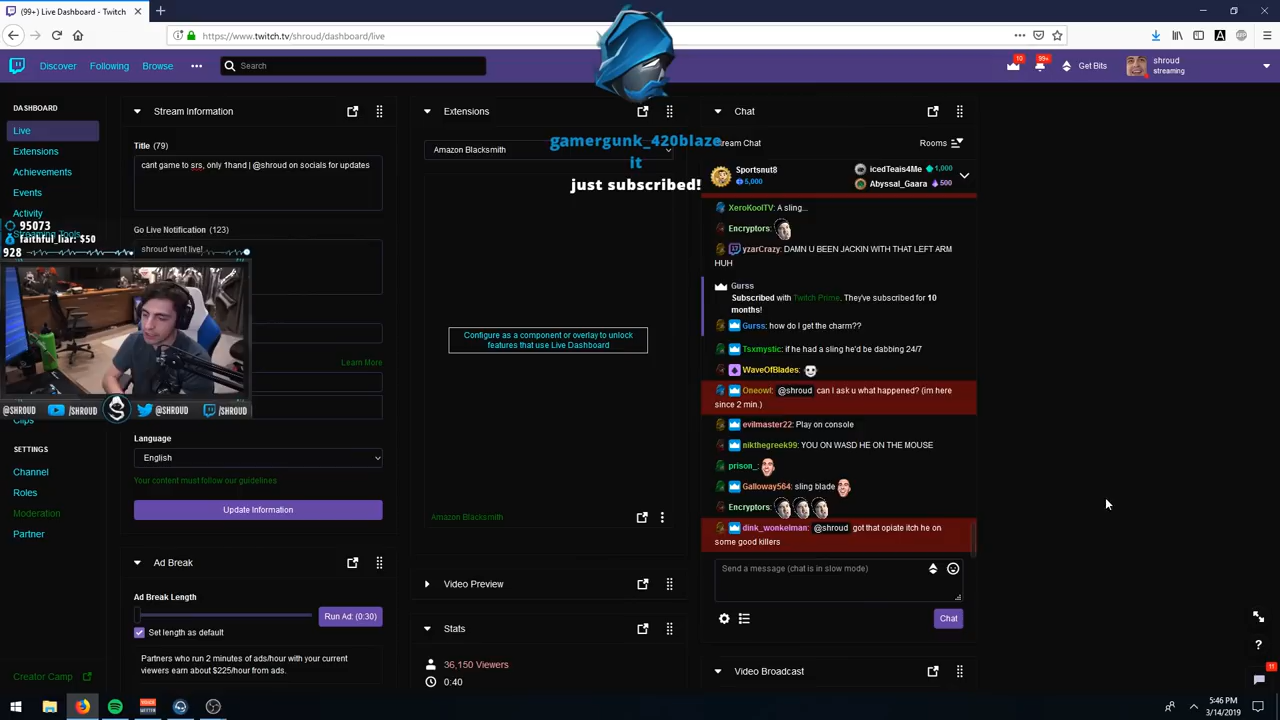 (99+) Live Dashboard - Twitch
https://www.twitch.tv/shroud/dashboard/live
Discover
Following
Browse
Search
10
99+
Get Bits
shroud
streaming
DASHBOARD
Live
Extensions
Achievements
Events
Activity
Streaming Tools
95073
faithful_liar: $50
928
@SHROUD
/SHROUD
@SHROUD
/SHROUD
Clips
SETTINGS
Channel
Roles
Moderation
Partner
Creator Camp
Stream Information
Title (79)
cant game to srs, only 1hand | @shroud on socials for updates
Go Live Notification (123)
shroud went live!
Learn More
Language
English
Your content must follow our guidelines
Update Information
Ad Break
Ad Break Length
Run Ad: (0:30)
Set length as default
Partners who run 2 minutes of ads/hour with your current
viewers earn about $225/hour from ads.
Extensions
Amazon Blacksmith
gamergunk_420blaze
it
just subscribed!
Configure as a component or overlay to unlock
features that use Live Dashboard
Amazon Blacksmith
Video Preview
Stats
36,150 Viewers
0:40
Chat
Stream Chat
Rooms
Sportsnut8
5,000
icedTeais4Me 1,000
Abyssal_Gaara 500
XeroKoolTV: A sling...
Encryptors:
yzarCrazy: DAMN U BEEN JACKIN WITH THAT LEFT ARM
HUH
Gurss
Subscribed with Twitch Prime. They've subscribed for 10
months!
Gurss: how do I get the charm??
Tsxmystic: if he had a sling he'd be dabbing 24/7
WaveOfBlades:
Oneowl: @shroud can I ask u what happened? (im here
since 2 min.)
evilmaster22: Play on console
nikthegreek99: YOU ON WASD HE ON THE MOUSE
prison_:
Galloway564: sling blade
Encryptors:
dink_wonkelman: @shroud got that opiate itch he on
some good killers
Send a message (chat is in slow mode)
Chat
Video Broadcast
11
5:46 PM
3/14/2019